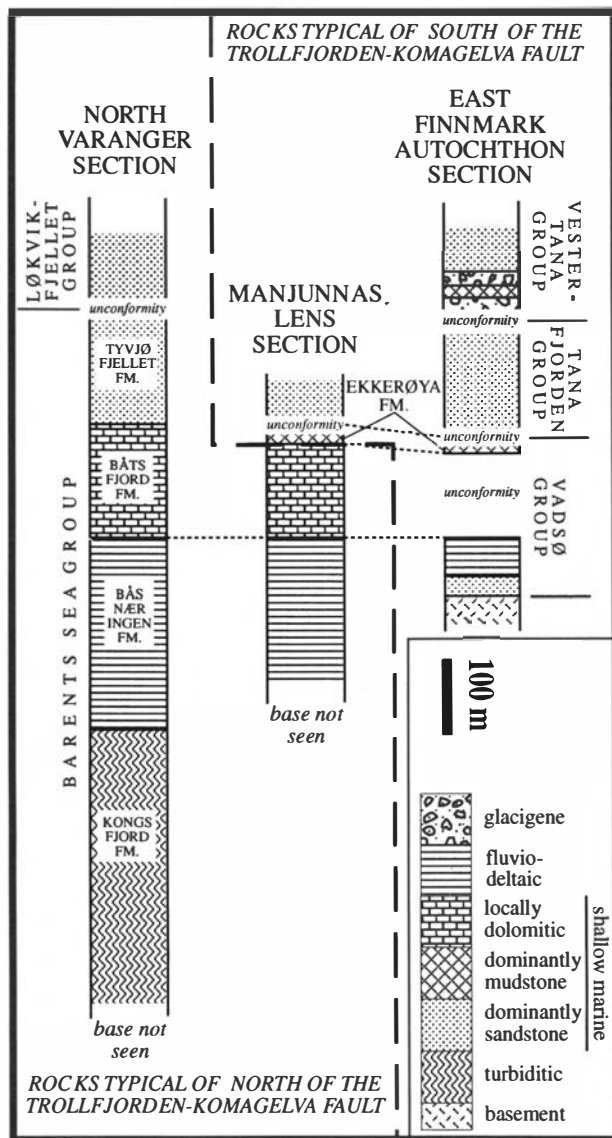 ROCKS TYPICAL OF SOUTH OF THE
TROLLFJORDEN-KOMAGELVA FAULT
NORTH
VARANGER
SECTION
EAST
FINNMARK
AUTOCHTHON
SECTION
MANJUNNAS
LENS
SECTION
LØKVIK-
FJELLET
GROUP
unconformity
TYVJØ
FJELLET
FM.
BÅTS
FJORD
FM.
BÅS
NÆR
INGEN
FM.
KONGS
FJORD
FM.
base not
seen
BARENTS SEA GROUP
EKKERØYA
FM.
unconformity
base not
seen
unconformity
unconformity
unconformity
VESTER-
TANA
GROUP
TANA
FJORDEN
GROUP
VADSØ
GROUP
100 m
glacigene
fluvio-
deltaic
locally
dolomitic
dominantly
mudstone
dominantly
sandstone
shallow marine
turbiditic
basement
ROCKS TYPICAL OF NORTH OF THE
TROLLFJORDEN-KOMAGELVA FAULT